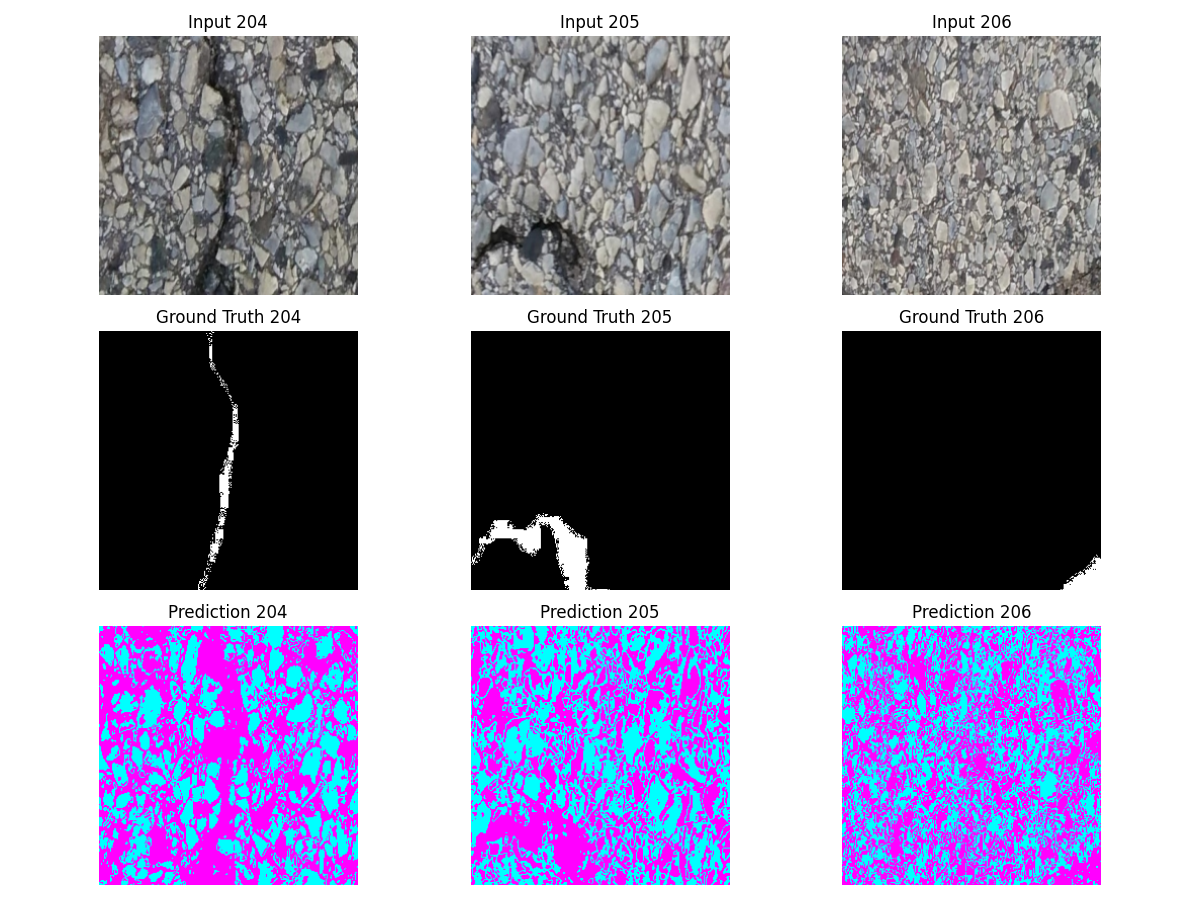 Input 204
Input 205
Input 206
Ground Truth 204
Ground Truth 205
Ground Truth 206
Prediction 204
Prediction 205
Prediction 206